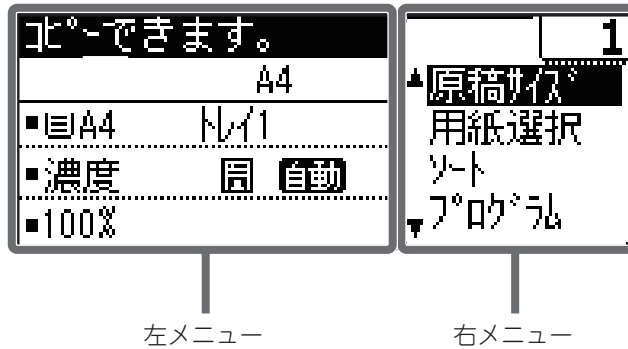 ｺﾋﾟｰできます。
A4
■A4 ﾄﾚｲ1
■濃度 自動
■100%
1
▲原稿ｻｲｽﾞ
用紙選択
ｿｰﾄ
▼ﾌﾟﾛｸﾞﾗﾑ
左メニュー
右メニュー